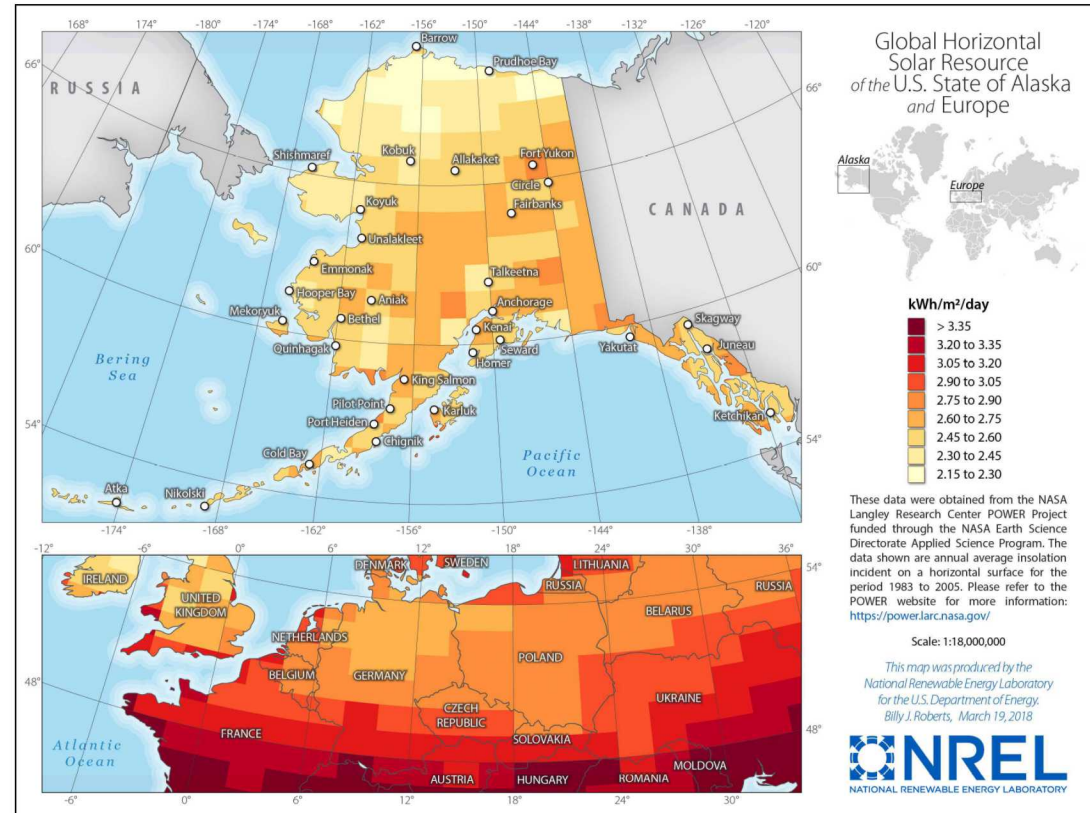 168°
174°
-180°
-174°
-168°
-162°
-156°
-150°
-144°
-138°
-132°
-126°
-120°
66°
66°
60°
60°
54°
54°
RUSSIA
Barrow
Prudhoe Bay
Shishmaref
Kobuk
Allakaket
Fort Yukon
Circle
Koyuk
Fairbanks
CANADA
Unalakleet
Emmonak
Talkeetna
Hooper Bay
Aniak
Anchorage
Mekoryuk
Bethel
Kenai
Skagway
Quinhagak
Seward
Yakutat
Juneau
Homer
Bering
Sea
King Salmon
Pilot Point
Karluk
Ketchikan
Port Heiden
Chignik
Cold Bay
Pacific
Ocean
Atka
Nikolski
-174°
-168°
-162°
-156°
-150°
-144°
-138°
-12°
-6°
0°
6°
12°
18°
24°
30°
36°
54°
48°
48°
IRELAND
UNITED
KINGDOM
DENMARK
SWEDEN
LITHUANIA
RUSSIA
RUSSIA
BELARUS
NETHERLANDS
BELGIUM
GERMANY
POLAND
UKRAINE
CZECH
REPUBLIC
FRANCE
SOLOVAKIA
Atlantic
Ocean
AUSTRIA
HUNGARY
ROMANIA
MOLDOVA
-6°
0°
6°
12°
18°
24°
30°
Global Horizontal
Solar Resource
of the U.S. State of Alaska
and Europe
Alaska
Europe
kWh/m²/day
> 3.35
3.20 to 3.35
3.05 to 3.20
2.90 to 3.05
2.75 to 2.90
2.60 to 2.75
2.45 to 2.60
2.30 to 2.45
2.15 to 2.30
These data were obtained from the NASA
Langley Research Center POWER Project
funded through the NASA Earth Science
Directorate Applied Science Program. The
data shown are annual average insolation
incident on a horizontal surface for the
period 1983 to 2005. Please refer to the
POWER website for more information:
https://power.larc.nasa.gov/
Scale: 1:18,000,000
This map was produced by the
National Renewable Energy Laboratory
for the U.S. Department of Energy.
Billy J. Roberts, March 19, 2018
NREL
NATIONAL RENEWABLE ENERGY LABORATORY